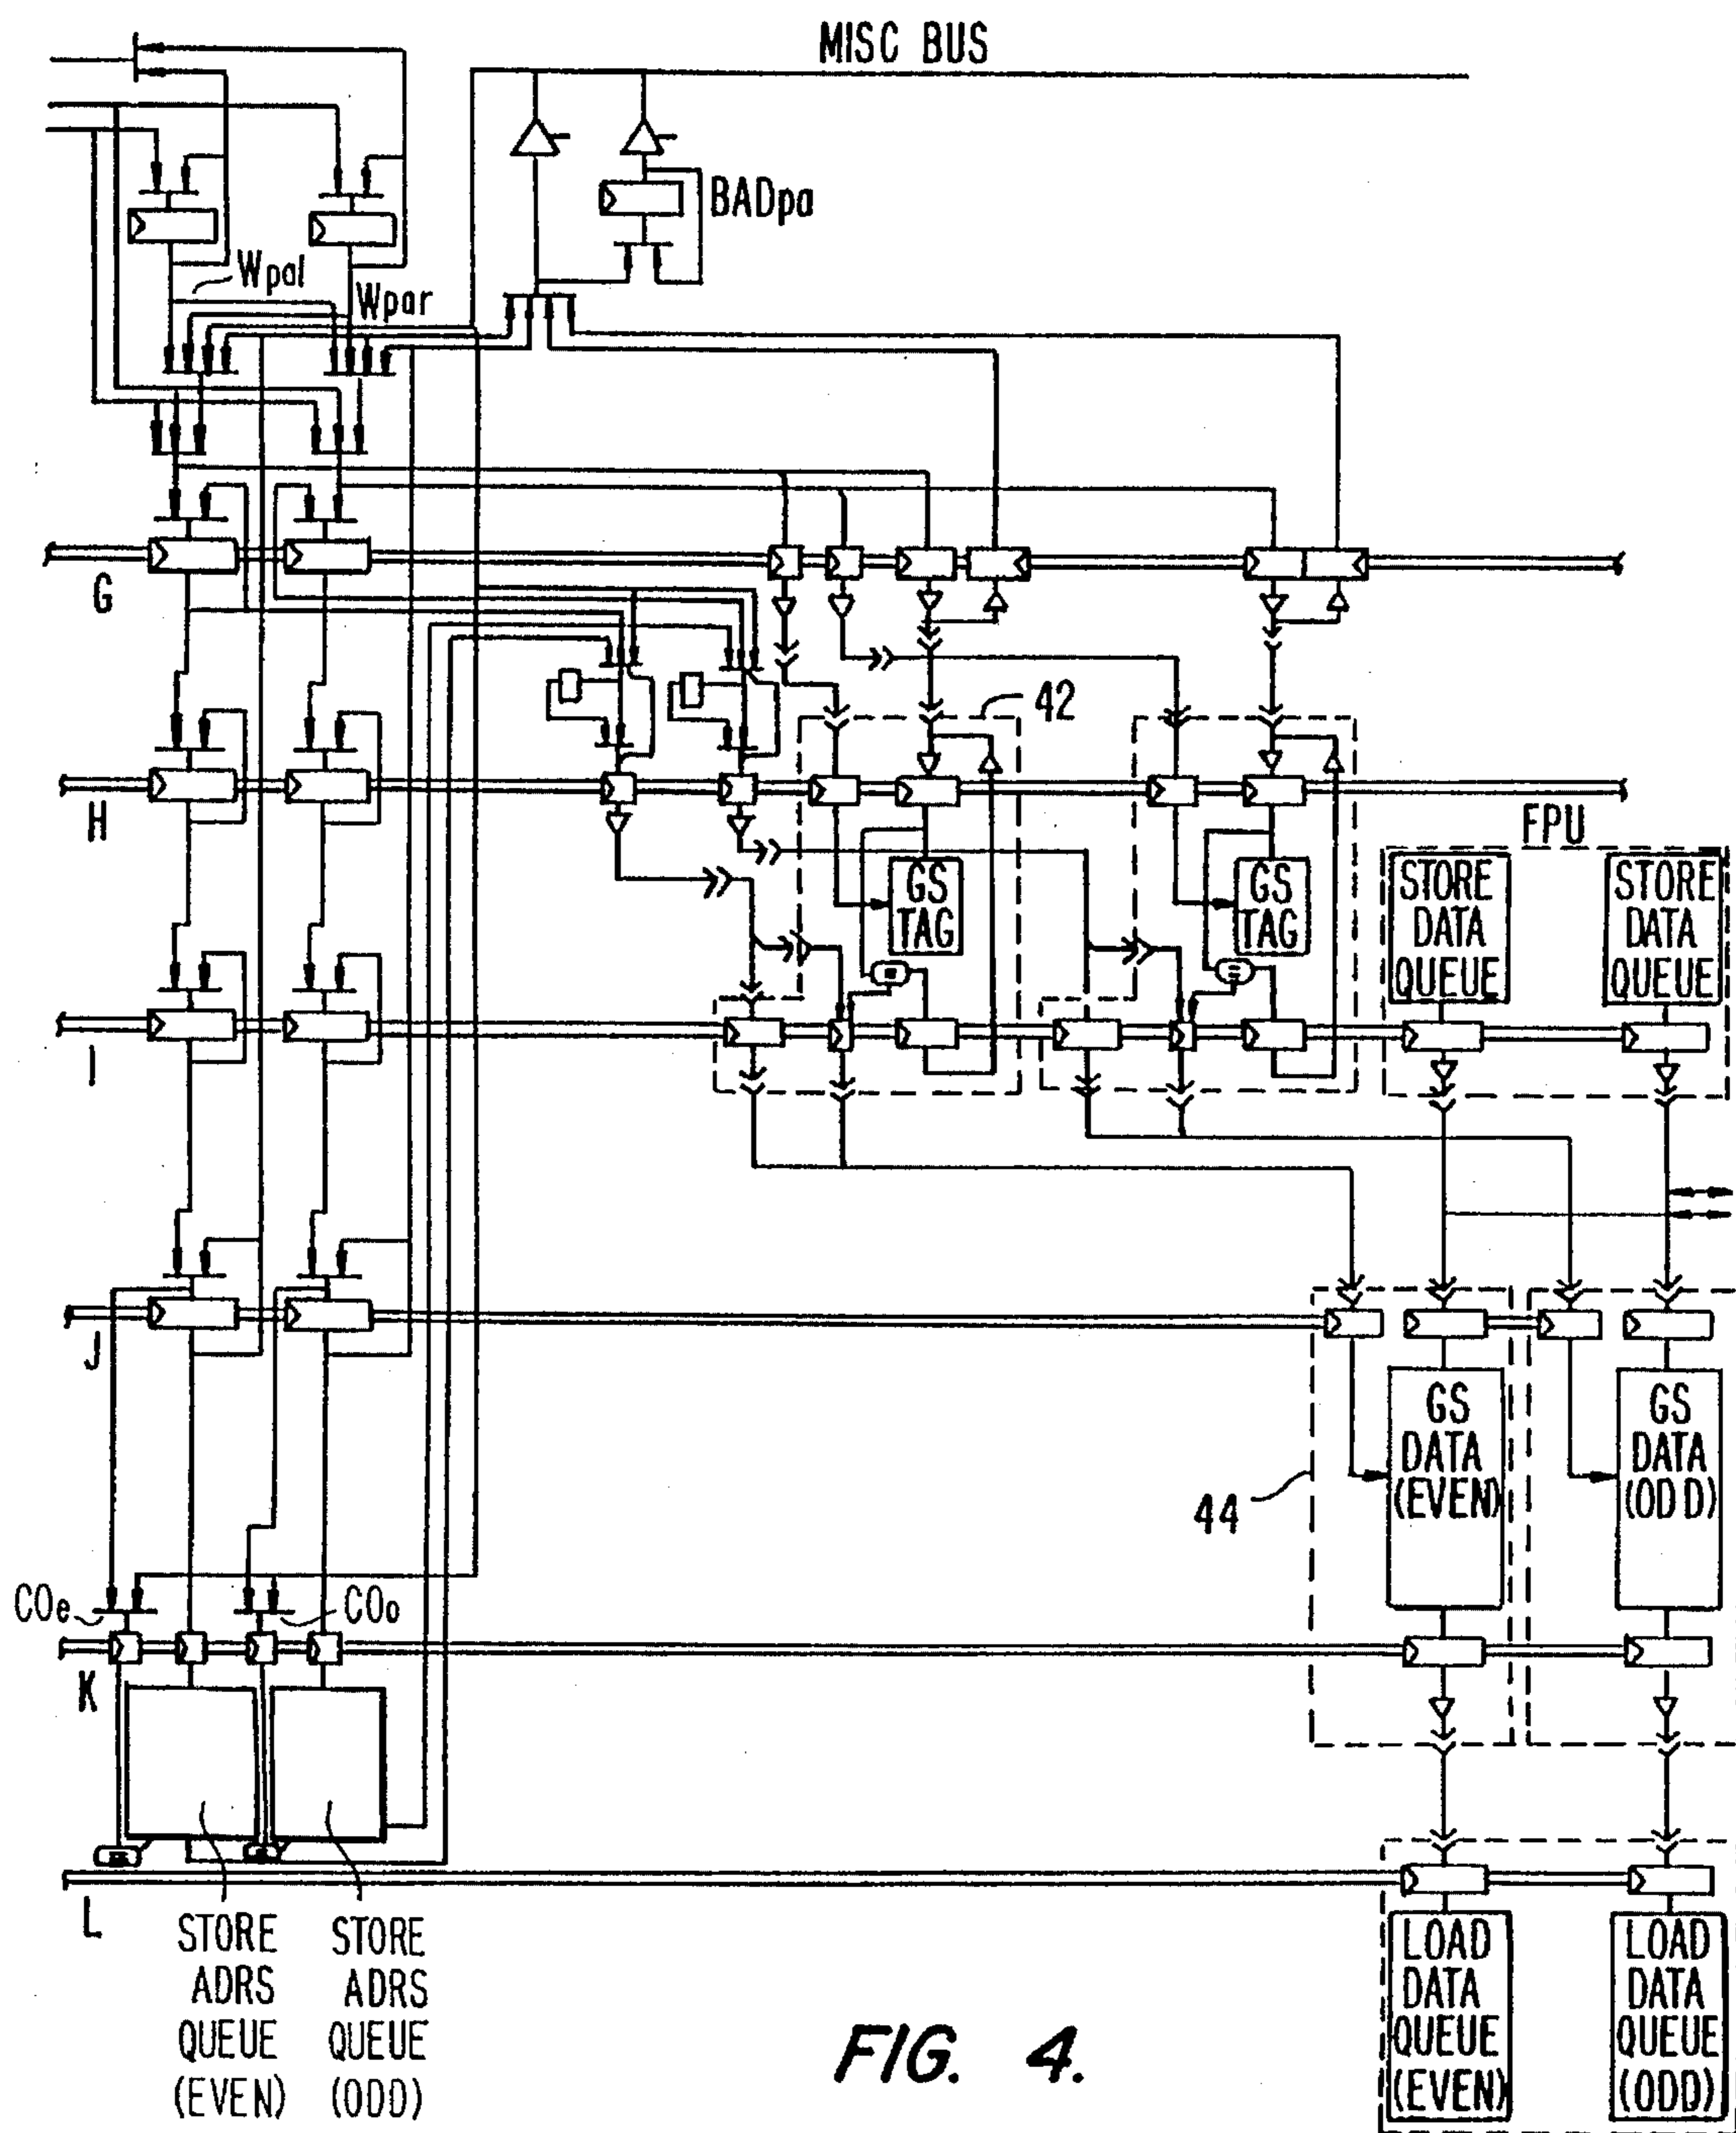 MISC BUS
BADpa
Wpal
Wpar
G
42
H
FPU
GS
TAG
GS
TAG
STORE
DATA
QUEUE
STORE
DATA
QUEUE
I
J
GS
DATA
(EVEN)
GS
DATA
(ODD)
44
COe
COo
K
L
STORE
ADRS
QUEUE
(EVEN)
STORE
ADRS
QUEUE
(ODD)
LOAD
DATA
QUEUE
(EVEN)
LOAD
DATA
QUEUE
(ODD)
FIG. 4.